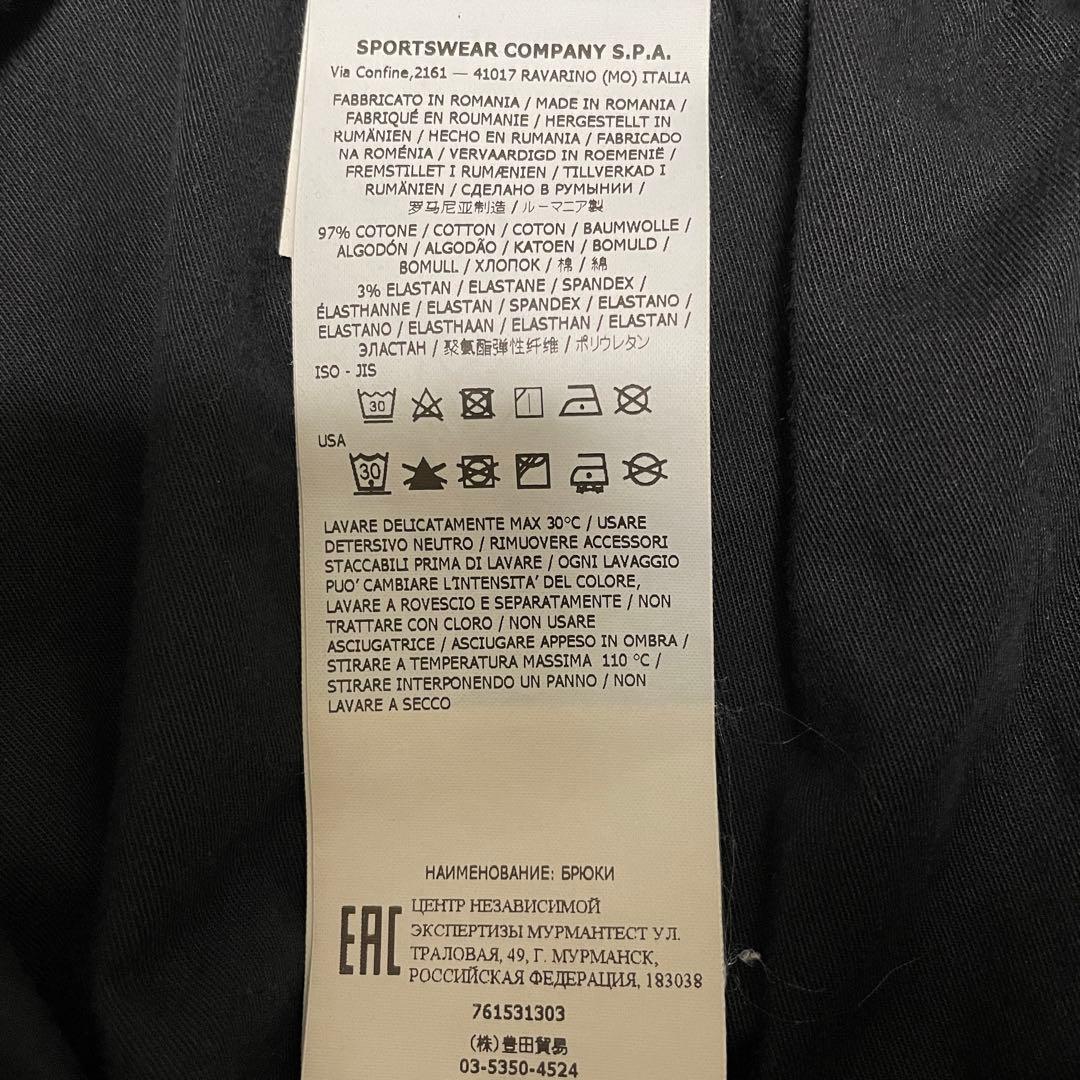 SPORTSWEAR COMPANY S.P.A.
Via Confine,2161 — 41017 RAVARINO (MO) ITALIA
FABBRICATO IN ROMANIA / MADE IN ROMANIA /
FABRIQUÉ EN ROUMANIE / HERGESTELLT IN
RUMÄNIEN / HECHO EN RUMANIA / FABRICADO
NA ROMÉNIA / VERVAARDIGD IN ROEMENIË /
FREMSTILLET I RUMÆNIEN / TILLVERKAD I
RUMÄNIEN / СДЕЛАНО В РУМЫНИИ /
罗马尼亚制造 / ルーマニア製
97% COTONE / COTTON / COTON / BAUMWOLLE /
ALGODÓN / ALGODÃO / KATOEN / BOMULD /
BOMULL / ХЛОПОК / 棉 / 綿
3% ELASTAN / ELASTANE / SPANDEX /
ÉLASTHANNE / ELASTAN / SPANDEX / ELASTANO /
ELASTANO / ELASTHAAN / ELASTHAN / ELASTAN /
ЭЛАСТАН / 聚氨酯弹性纤维 / ポリウレタン
ISO - JIS
30
USA
30
LAVARE DELICATAMENTE MAX 30°C / USARE
DETERSIVO NEUTRO / RIMUOVERE ACCESSORI
STACCABILI PRIMA DI LAVARE / OGNI LAVAGGIO
PUO' CAMBIARE L'INTENSITA' DEL COLORE,
LAVARE A ROVESCIO E SEPARATAMENTE / NON
TRATTARE CON CLORO / NON USARE
ASCIUGATRICE / ASCIUGARE APPESO IN OMBRA /
STIRARE A TEMPERATURA MASSIMA 110 °C /
STIRARE INTERPONENDO UN PANNO / NON
LAVARE A SECCO
НАИМЕНОВАНИЕ: БРЮКИ
EAC
ЦЕНТР НЕЗАВИСИМОЙ
ЭКСПЕРТИЗЫ МУРМАНТЕСТ УЛ.
ТРАЛОВАЯ, 49, Г. МУРМАНСК,
РОССИЙСКАЯ ФЕДЕРАЦИЯ, 183038
761531303
(株)豊田貿易
03-5350-4524